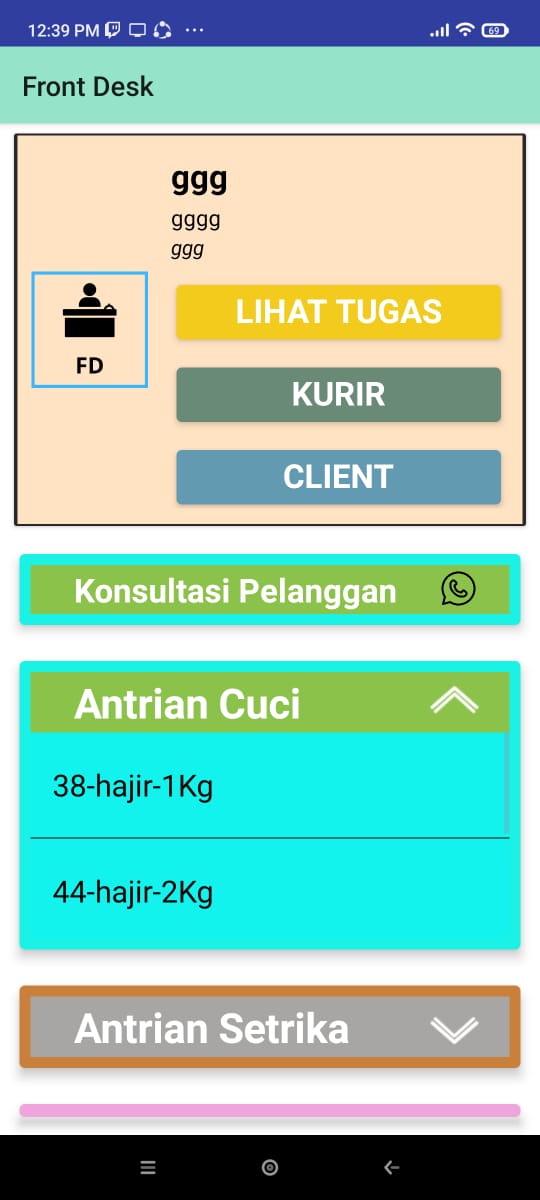 12:39 PM
69
Front Desk
ggg
gggg
ggg
FD
LIHAT TUGAS
KURIR
CLIENT
Konsultasi Pelanggan
Antrian Cuci
38-hajir-1Kg
44-hajir-2Kg
Antrian Setrika